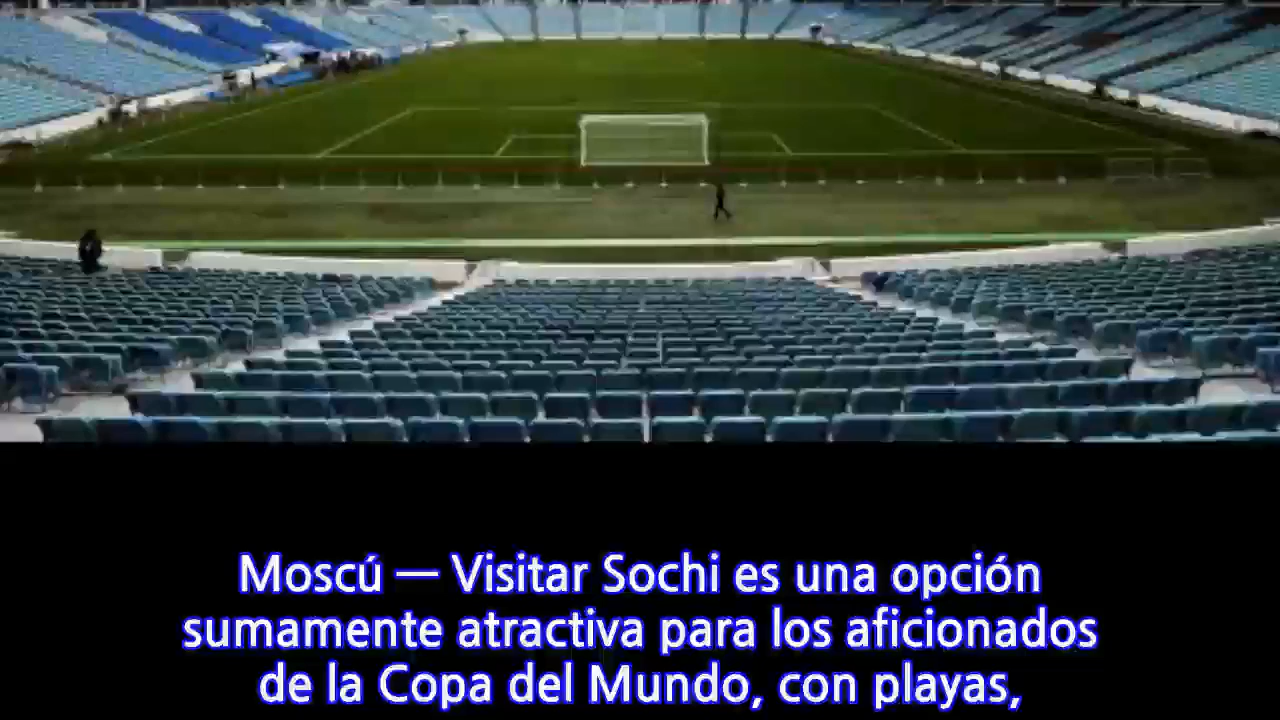 Moscú — Visitar Sochi es una opción
sumamente atractiva para los aficionados
de la Copa del Mundo, con playas,